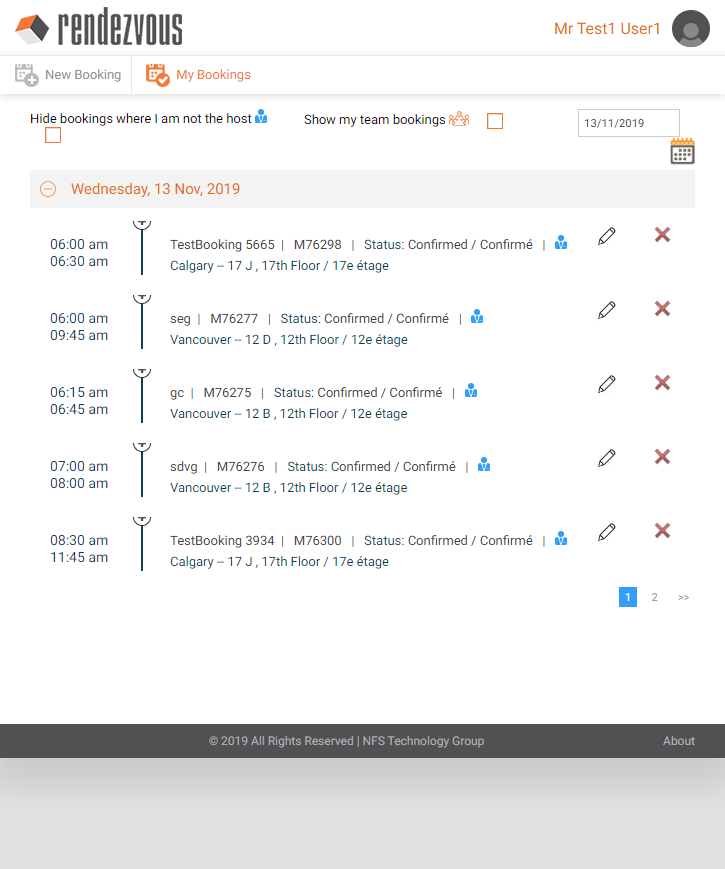 rendezvous
Mr Test1 User1
New Booking
My Bookings
Hide bookings where I am not the host
Show my team bookings
13/11/2019
Wednesday, 13 Nov, 2019
06:00 am
06:30 am
TestBooking 5665 | M76298 | Status: Confirmed / Confirmé |
Calgary -- 17 J , 17th Floor / 17e étage
06:00 am
09:45 am
seg | M76277 | Status: Confirmed / Confirmé |
Vancouver -- 12 D , 12th Floor / 12e étage
06:15 am
06:45 am
gc | M76275 | Status: Confirmed / Confirmé |
Vancouver -- 12 B , 12th Floor / 12e étage
07:00 am
08:00 am
sdvg | M76276 | Status: Confirmed / Confirmé |
Vancouver -- 12 B , 12th Floor / 12e étage
08:30 am
11:45 am
TestBooking 3934 | M76300 | Status: Confirmed / Confirmé |
Calgary -- 17 J , 17th Floor / 17e étage
1 2 >>
© 2019 All Rights Reserved | NFS Technology Group
About